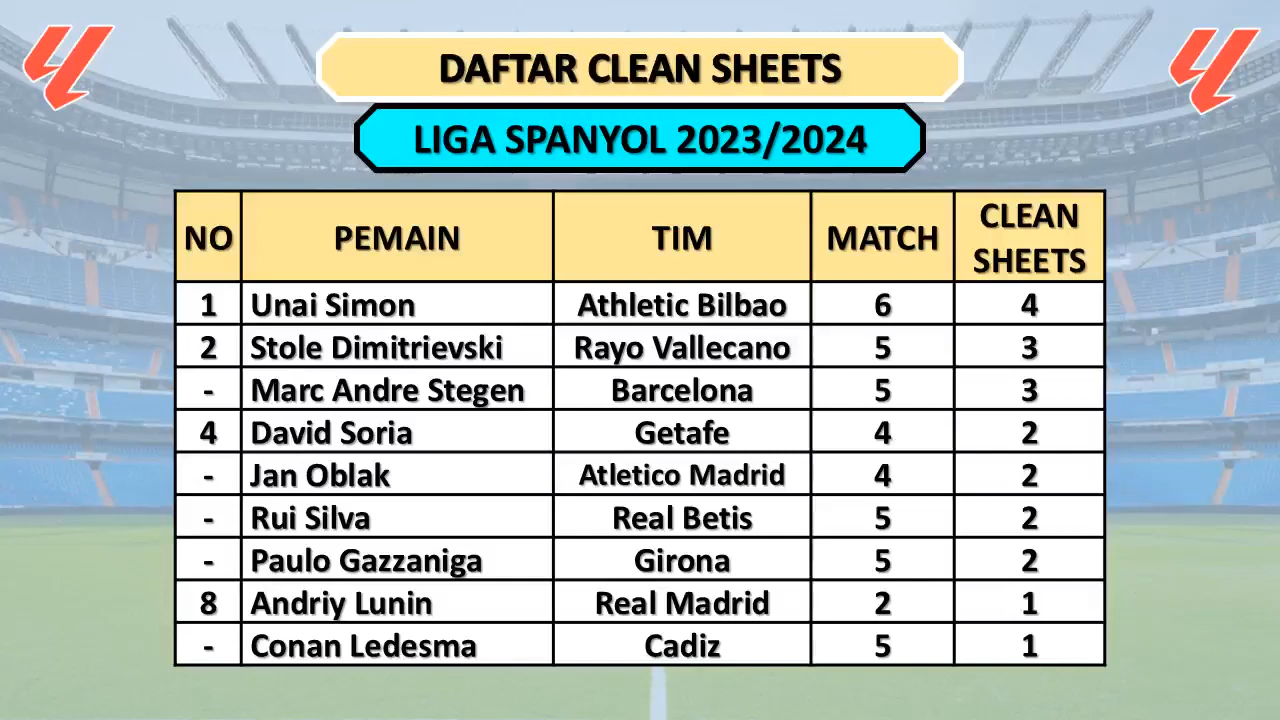 DAFTAR CLEAN SHEETS
LIGA SPANYOL 2023/2024
NO PEMAIN TIM MATCH CLEAN SHEETS
1 Unai Simon Athletic Bilbao 6 4
2 Stole Dimitrievski Rayo Vallecano 5 3
- Marc Andre Stegen Barcelona 5 3
4 David Soria Getafe 4 2
- Jan Oblak Atletico Madrid 4 2
- Rui Silva Real Betis 5 2
- Paulo Gazzaniga Girona 5 2
8 Andriy Lunin Real Madrid 2 1
- Conan Ledesma Cadiz 5 1